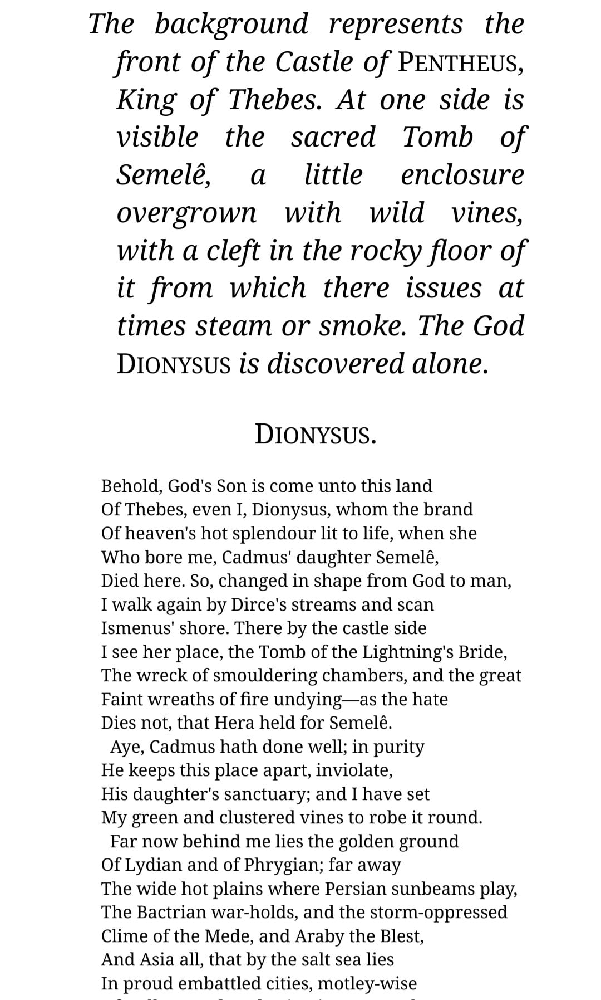 The background represents the
front of the Castle of PENTHEUS,
King of Thebes. At one side is
visible the sacred Tomb of
Semelê, a little enclosure
overgrown with wild vines,
with a cleft in the rocky floor of
it from which there issues at
times steam or smoke. The God
DIONYSUS is discovered alone.
DIONYSUS.
Behold, God's Son is come unto this land
Of Thebes, even I, Dionysus, whom the brand
Of heaven's hot splendour lit to life, when she
Who bore me, Cadmus' daughter Semelê,
Died here. So, changed in shape from God to man,
I walk again by Dirce's streams and scan
Ismenus' shore. There by the castle side
I see her place, the Tomb of the Lightning's Bride,
The wreck of smouldering chambers, and the great
Faint wreaths of fire undying—as the hate
Dies not, that Hera held for Semelê.
Aye, Cadmus hath done well; in purity
He keeps this place apart, inviolate,
His daughter's sanctuary; and I have set
My green and clustered vines to robe it round.
Far now behind me lies the golden ground
Of Lydian and of Phrygian; far away
The wide hot plains where Persian sunbeams play,
The Bactrian war-holds, and the storm-oppressed
Clime of the Mede, and Araby the Blest,
And Asia all, that by the salt sea lies
In proud embattled cities, motley-wise